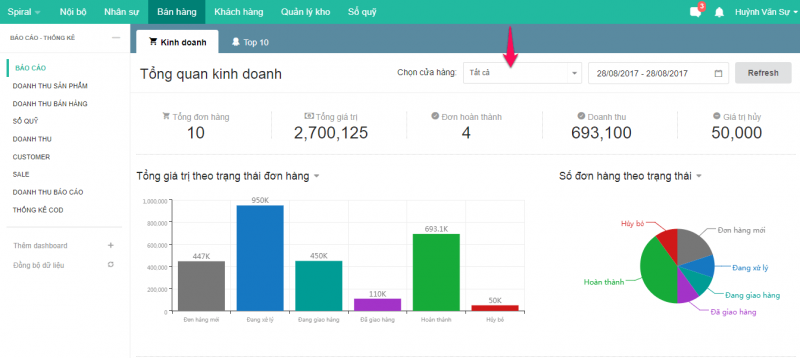 Spiral Nội bộ Nhân sự Bán hàng Khách hàng Quản lý kho Sổ quỹ 3 Huỳnh Văn Sư
BÁO CÁO - THỐNG KÊ
Kinh doanh Top 10
BÁO CÁO
DOANH THU SẢN PHẨM
DOANH THU BÁN HÀNG
SỔ QUỸ
DOANH THU
CUSTOMER
SALE
DOANH THU BÁO CÁO
THỐNG KÊ COD
Thêm dashboard +
Đồng bộ dữ liệu
Tổng quan kinh doanh Chọn cửa hàng: Tất cả 28/08/2017 - 28/08/2017 Refresh
Tổng đơn hàng Tổng giá trị Đơn hoàn thành Doanh thu Giá trị hủy
10 2,700,125 4 693,100 50,000
Tổng giá trị theo trạng thái đơn hàng
1,000,000
800,000
600,000
400,000
200,000
0
447K 950K 450K 110K 693.1K 50K
Đơn hàng mới Đang xử lý Đang giao hàng Đã giao hàng Hoàn thành Hủy bỏ
Số đơn hàng theo trạng thái
Hủy bỏ
Đơn hàng mới
Đang xử lý
Hoàn thành
Đang giao hàng
Đã giao hàng